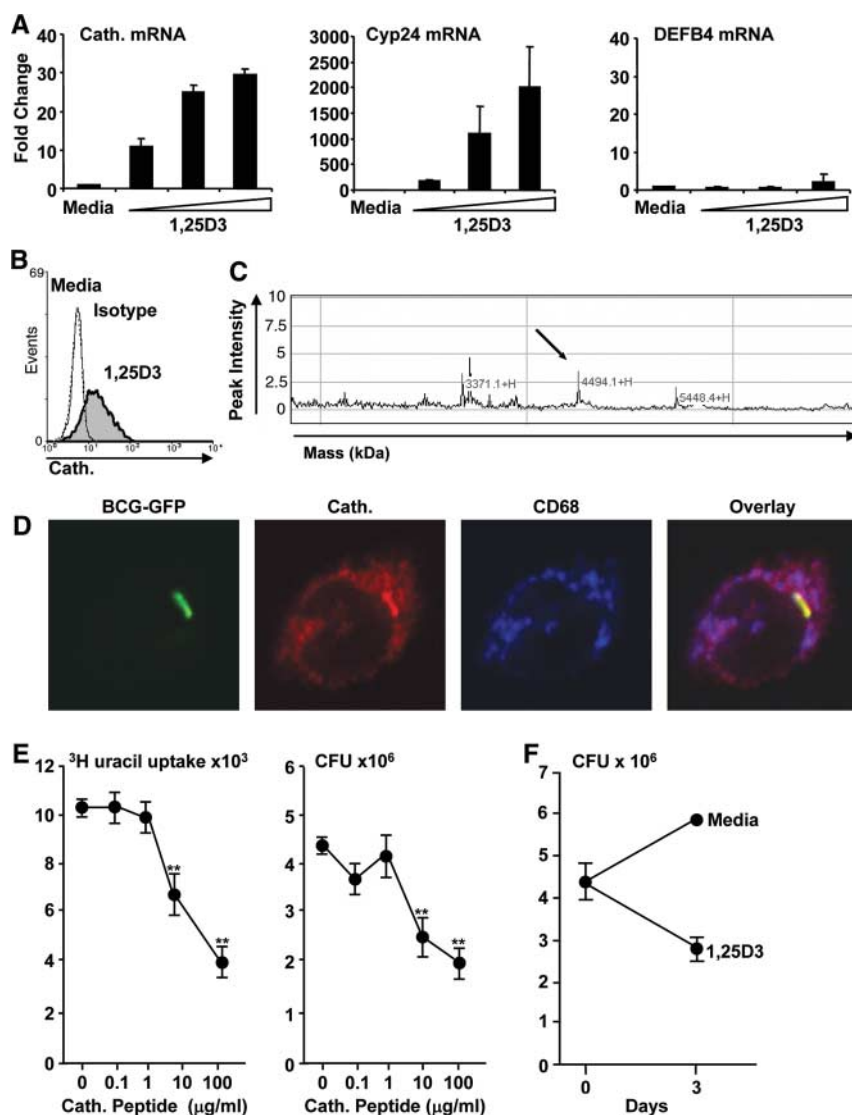 A
Cath. mRNA
Cyp24 mRNA
DEFB4 mRNA
Fold Change
40
30
20
10
0
3000
2500
2000
1500
1000
500
0
40
30
20
10
0
Media
1,25D3
Media
1,25D3
Media
1,25D3
B
69
Media
Isotype
1,25D3
Events
0
10⁰ 10¹ 10² 10³ 10⁴
Cath.
C
Peak Intensity
10
7.5
5
2.5
0
3371.1+H
4494.1+H
5448.4+H
Mass (kDa)
D
BCG-GFP
Cath.
CD68
Overlay
E
³H uracil uptake x10³
12
10
8
6
4
2
0
**
**
0 0.1 1 10 100
Cath. Peptide (µg/ml)
CFU x10⁶
6
5
4
3
2
1
0
**
**
0 0.1 1 10 100
Cath. Peptide (µg/ml)
F
CFU x 10⁶
7
6
5
4
3
2
1
0
Media
1,25D3
0 3
Days